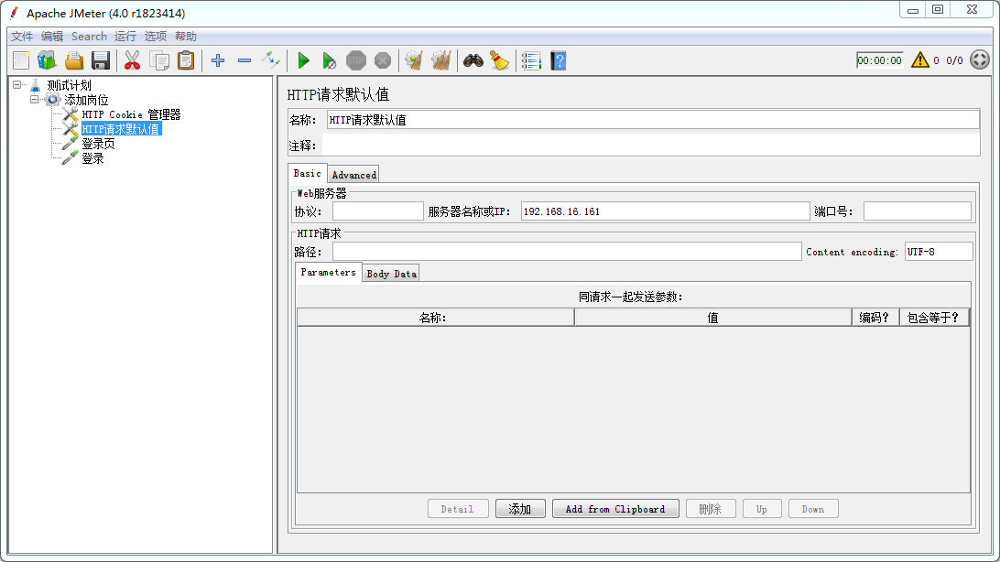 Apache JMeter (4.0 r1823414)
文件 编辑 Search 运行 选项 帮助
STOP
00:00:00 0 0/0
测试计划
添加岗位
HTTP Cookie 管理器
HTTP请求默认值
登录页
登录
HTTP请求默认值
名称: HTTP请求默认值
注释:
Basic Advanced
Web服务器
协议: 服务器名称或IP: 192.168.16.161 端口号:
HTTP请求
路径: Content encoding: UTF-8
Parameters Body Data
同请求一起发送参数:
名称: 值 编码? 包含等于?
Detail 添加 Add from Clipboard 删除 Up Down